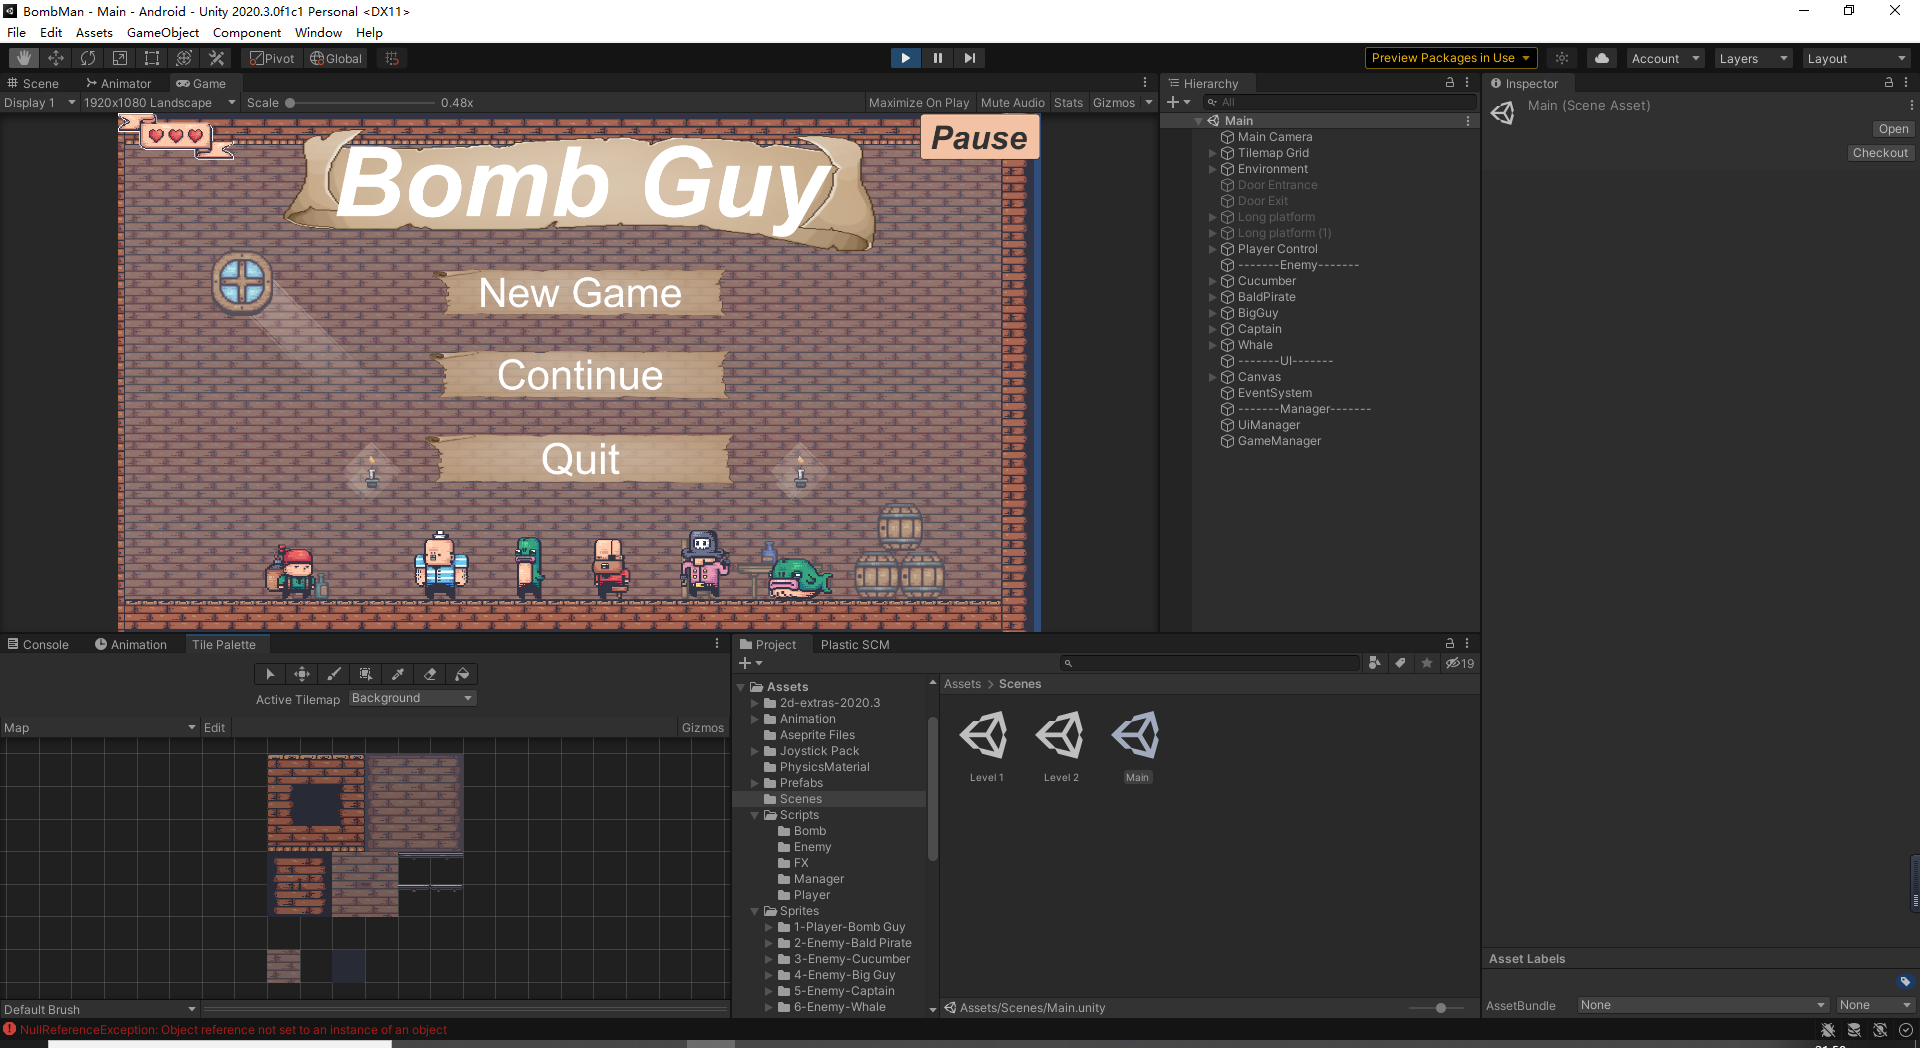 BombMan - Main - Android - Unity 2020.3.0f1c1 Personal <DX11>
File Edit Assets GameObject Component Window Help
Pivot Global Preview Packages in Use Account Layers Layout
Scene Animator Game
Display 1 1920x1080 Landscape Scale 0.48x Maximize On Play Mute Audio Stats Gizmos
Pause
Bomb Guy
New Game
Continue
Quit
Hierarchy
All
Main
Main Camera
Tilemap Grid
Environment
Door Entrance
Door Exit
Long platform
Long platform (1)
Player Control
-------Enemy-------
Cucumber
BaldPirate
BigGuy
Captain
Whale
-------UI-------
Canvas
EventSystem
-------Manager-------
UiManager
GameManager
Inspector
Main (Scene Asset)
Open
Checkout
Console Animation Tile Palette
Active Tilemap Background
Map Edit Gizmos
Default Brush
Project Plastic SCM
19
Assets
2d-extras-2020.3
Animation
Aseprite Files
Joystick Pack
PhysicsMaterial
Prefabs
Scenes
Scripts
Bomb
Enemy
FX
Manager
Player
Sprites
1-Player-Bomb Guy
2-Enemy-Bald Pirate
3-Enemy-Cucumber
4-Enemy-Big Guy
5-Enemy-Captain
6-Enemy-Whale
Assets > Scenes
Level 1 Level 2 Main
Assets/Scenes/Main.unity
Asset Labels
AssetBundle None None
NullReferenceException: Object reference not set to an instance of an object